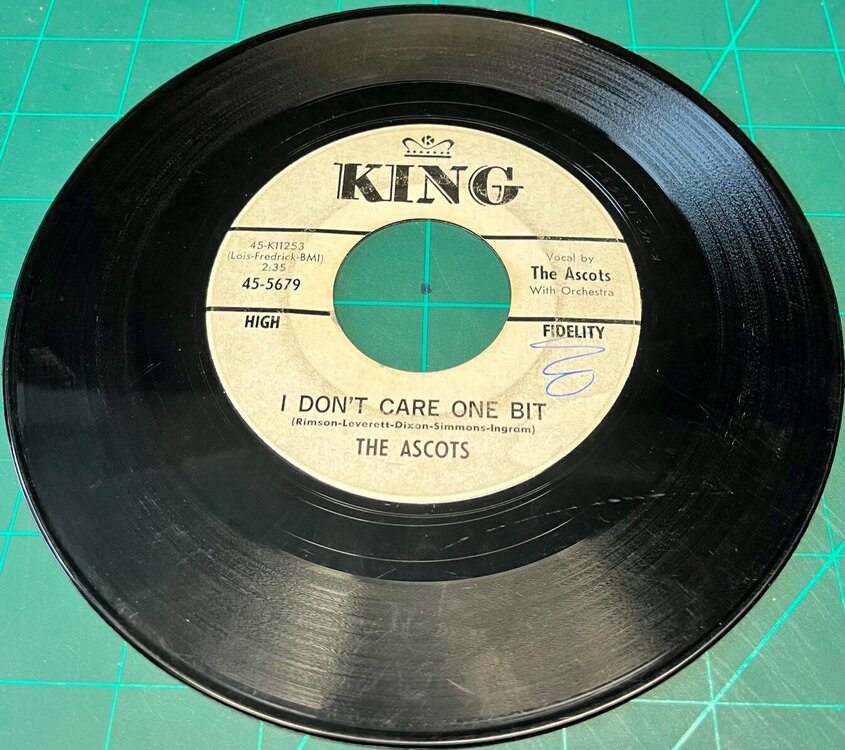 K
KING
45-K11253
(Lois-Fredrick-BMI)
2:35
45-5679
Vocal by
The Ascots
With Orchestra
HIGH
FIDELITY
I DON'T CARE ONE BIT
(Rimson-Leverett-Dixon-Simmons-Ingram)
THE ASCOTS